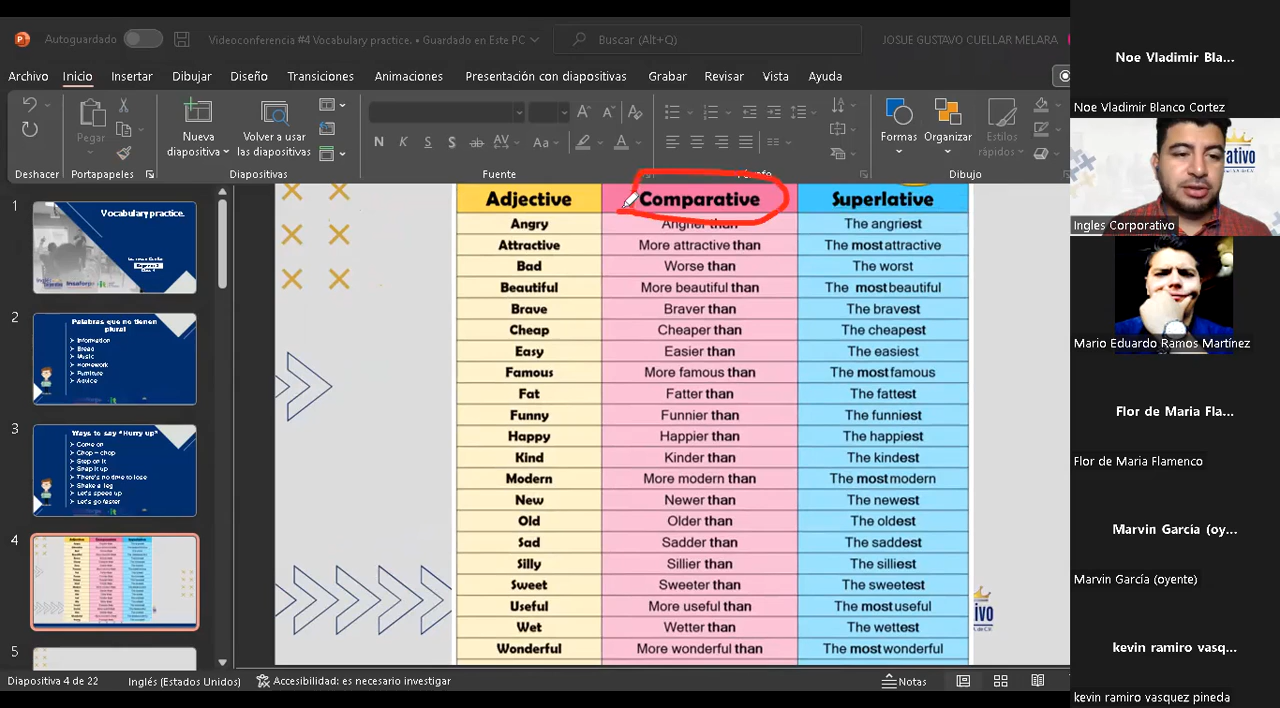 Autoguardado
Videoconferencia #4 Vocabulary practice. • Guardado en Este PC
Buscar (Alt+Q)
JOSUE GUSTAVO CUELLAR MELARA
Archivo Inicio Insertar Dibujar Diseño Transiciones Animaciones Presentación con diapositivas Grabar Revisar Vista Ayuda
Pegar
Nueva diapositiva
Volver a usar las diapositivas
N K S S ab AV Aa A
Formas
Organizar
Estilos rápidos
Deshacer Portapapeles Diapositivas Fuente Dibujo
1
Vocabulary practice.
2
Palabras que no tienen plural
Information
Bread
Music
Homework
Furniture
Advice
3
Ways to say "Hurry up"
Come on
Chop – chop
Step on it
Snap it up
There's no time to lose
Shake a leg
Let's speed up
Let's go faster
4
5
Adjective Comparative Superlative
Angry Angrier than The angriest
Attractive More attractive than The most attractive
Bad Worse than The worst
Beautiful More beautiful than The most beautiful
Brave Braver than The bravest
Cheap Cheaper than The cheapest
Easy Easier than The easiest
Famous More famous than The most famous
Fat Fatter than The fattest
Funny Funnier than The funniest
Happy Happier than The happiest
Kind Kinder than The kindest
Modern More modern than The most modern
New Newer than The newest
Old Older than The oldest
Sad Sadder than The saddest
Silly Sillier than The silliest
Sweet Sweeter than The sweetest
Useful More useful than The most useful
Wet Wetter than The wettest
Wonderful More wonderful than The most wonderful
Diapositiva 4 de 22
Inglés (Estados Unidos)
Accesibilidad: es necesario investigar
Notas
Noe Vladimir Bla...
Noe Vladimir Blanco Cortez
Ingles Corporativo
Mario Eduardo Ramos Martínez
Flor de Maria Fla...
Flor de Maria Flamenco
Marvin García (oy...
Marvin García (oyente)
kevin ramiro vasq...
kevin ramiro vasquez pineda